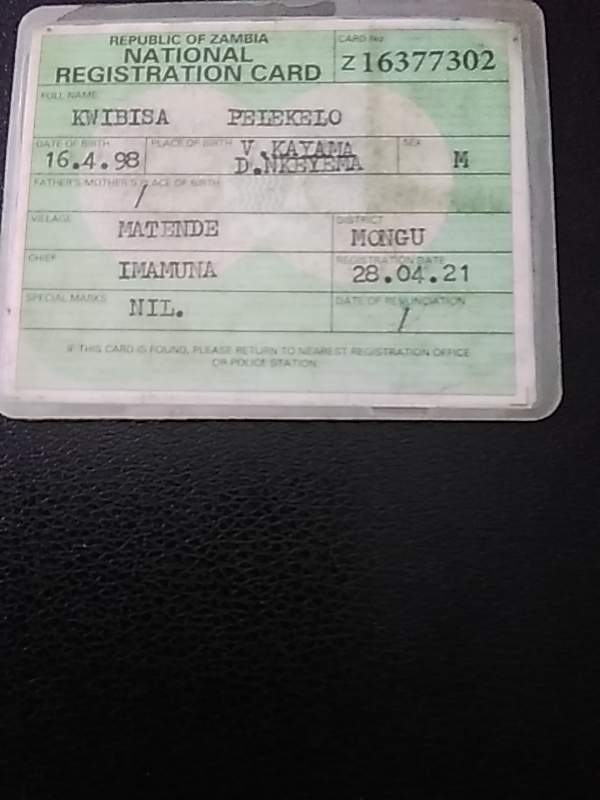 REPUBLIC OF ZAMBIA
NATIONAL
REGISTRATION CARD
CARD No.
Z 16377302
FULL NAME
KWIBISA PELEKELO
DATE OF BIRTH
16.4.98
PLACE OF BIRTH
V. KAYAMA
D.NKEYEMA
SEX
M
FATHER'S/MOTHER'S PLACE OF BIRTH
/
VILLAGE
MATENDE
DISTRICT
MONGU
CHIEF
IMAMUNA
REGISTRATION DATE
28.04.21
SPECIAL MARKS
NIL.
DATE OF RENUNCIATION
/
IF THIS CARD IS FOUND, PLEASE RETURN TO NEAREST REGISTRATION OFFICE
OR POLICE STATION